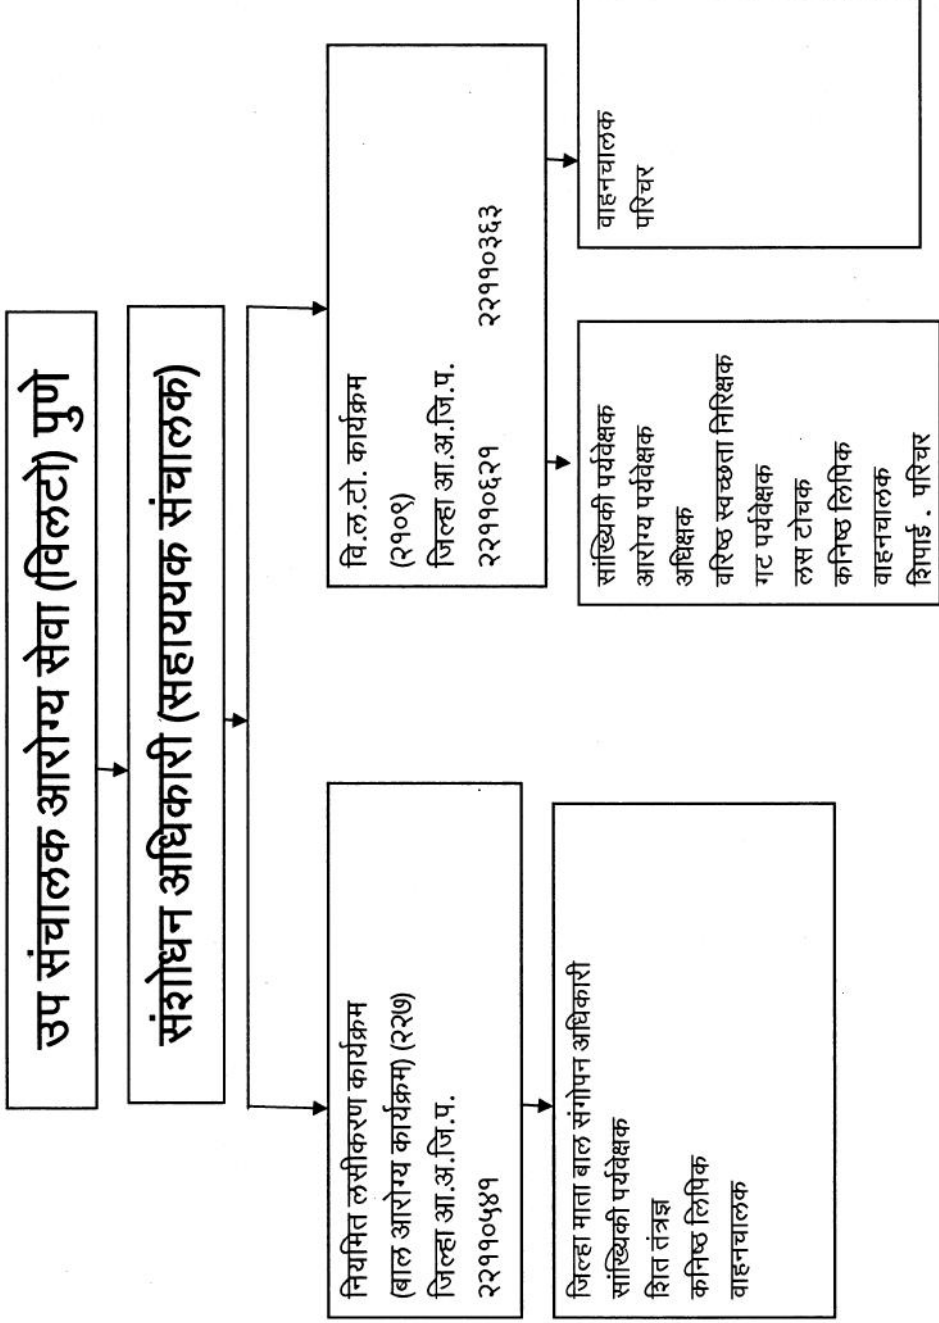 उप संचालक आरोग्य सेवा (विलटो) पुणे
संशोधन अधिकारी (सहाय्यक संचालक)
नियमित लसीकरण कार्यक्रम
(बाल आरोग्य कार्यक्रम) (२२७)
जिल्हा आ.अ.जि.प.
२२११०५४१
वि.ल.टो. कार्यक्रम
(२१०९)
जिल्हा आ.अ.जि.प.
२२११०६२१ २२११०३६३
जिल्हा माता बाल संगोपन अधिकारी
सांख्यिकी पर्यवेक्षक
शित तंत्रज्ञ
कनिष्ठ लिपिक
वाहनचालक
सांख्यिकी पर्यवेक्षक
आरोग्य पर्यवेक्षक
अधिक्षक
वरिष्ठ स्वच्छता निरिक्षक
गट पर्यवेक्षक
लस टोचक
कनिष्ठ लिपिक
वाहनचालक
शिपाई . परिचर
वाहनचालक
परिचर